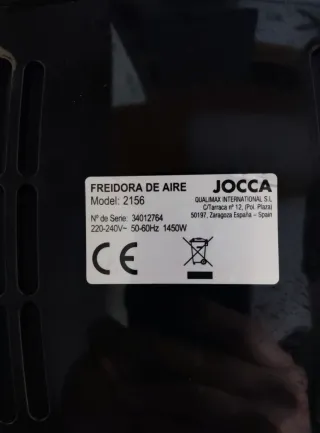 FREIDORA DE AIRE
Model: 2156
Nº de Serie: 34012764
220-240V~ 50-60Hz 1450W
JOCCA
QUALIMAX INTERNATIONAL S.L
C/Tarraca nº 12, (Pol. Plaza)
50197, Zaragoza España – Spain
CE